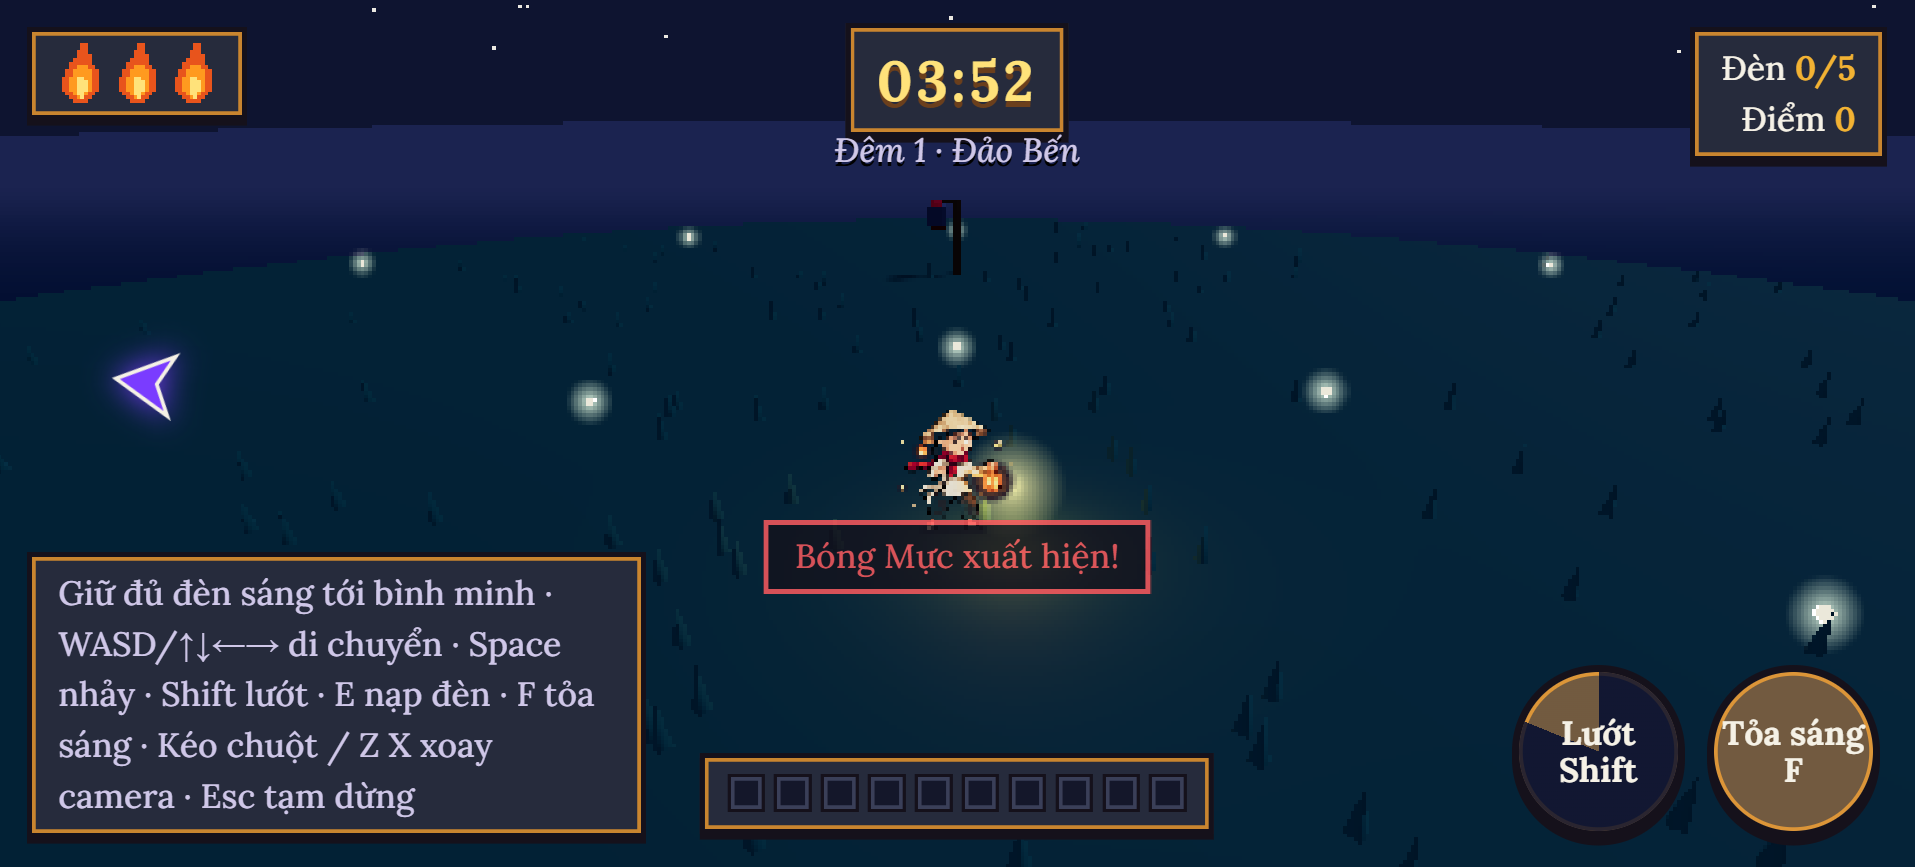 03:52
Đèn 0/5
Điểm 0
Đêm 1 · Đảo Bến
Bóng Mực xuất hiện!
Giữ đủ đèn sáng tới bình minh ·
WASD/↑↓←→ di chuyển · Space
nhảy · Shift lướt · E nạp đèn · F tỏa
sáng · Kéo chuột / Z X xoay
camera · Esc tạm dừng
Lướt
Shift
Tỏa sáng
F